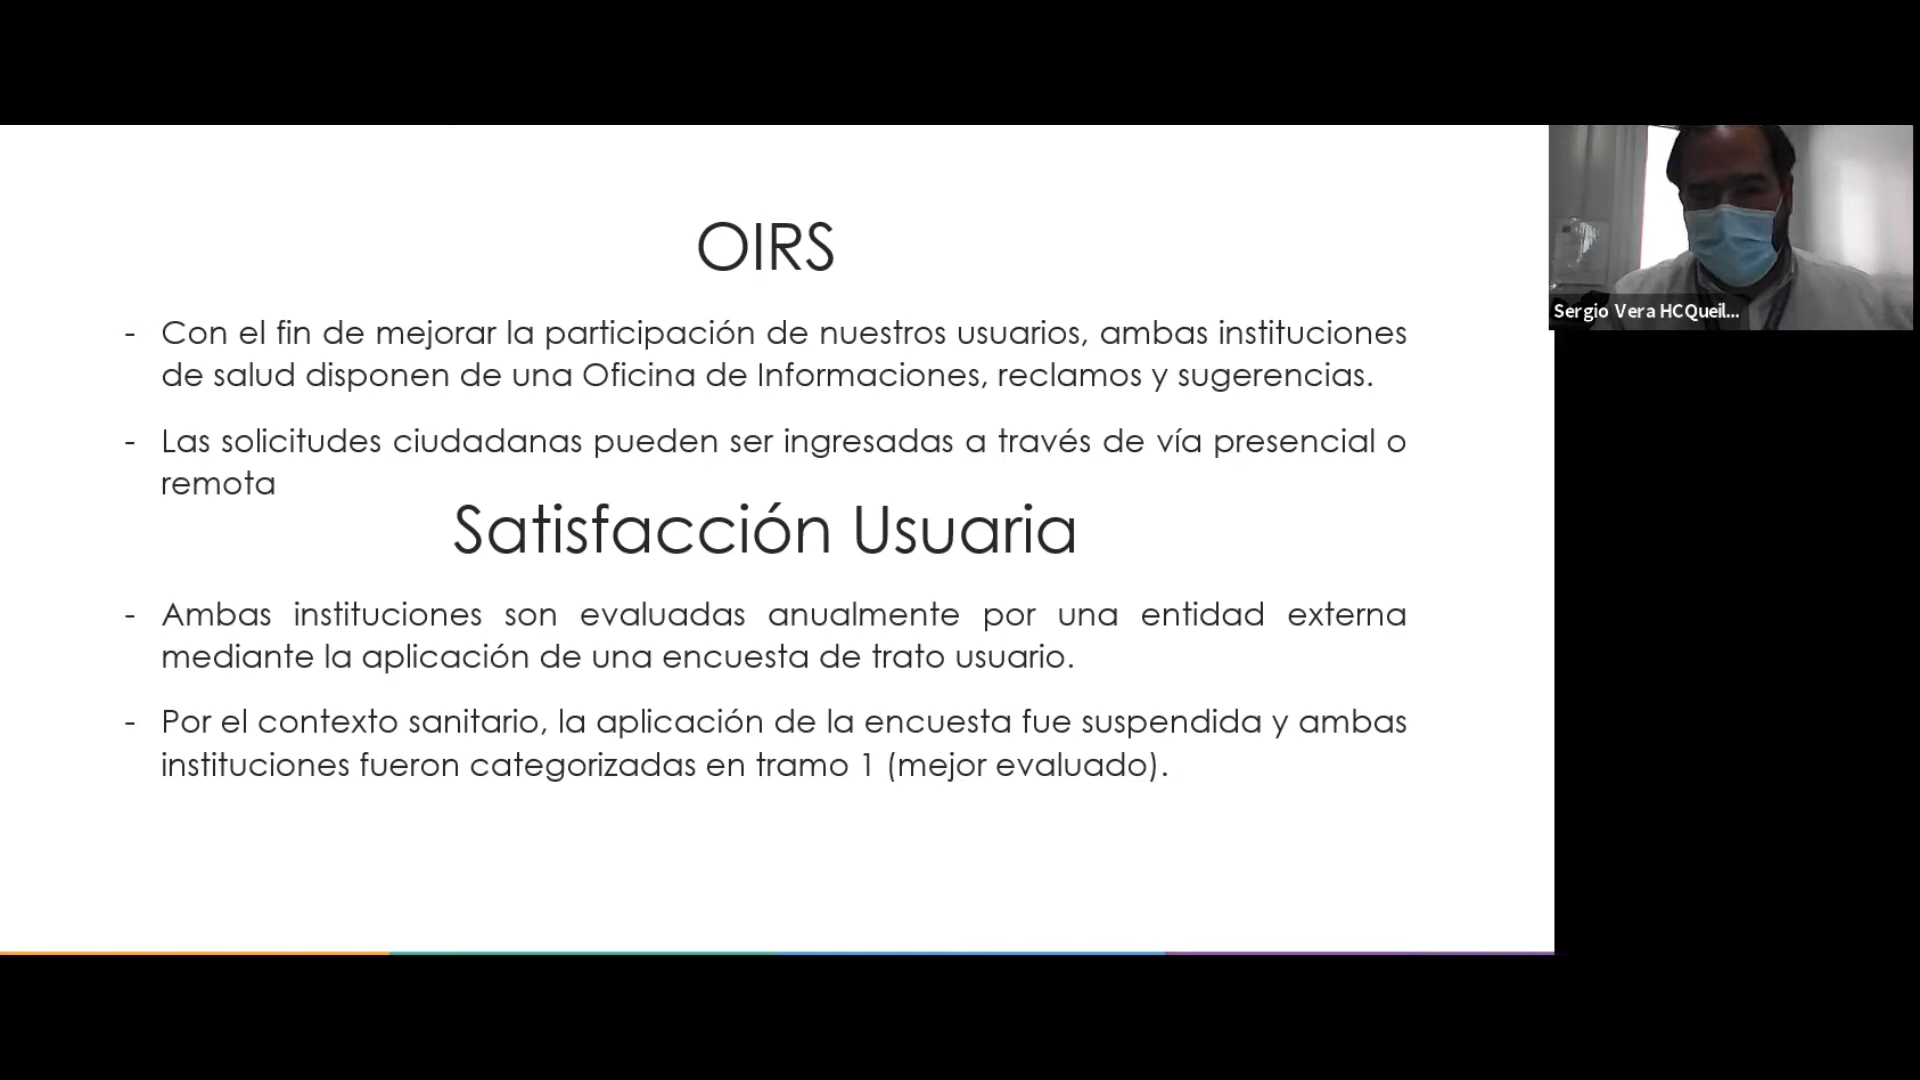 OIRS
- Con el fin de mejorar la participación de nuestros usuarios, ambas instituciones
de salud disponen de una Oficina de Informaciones, reclamos y sugerencias.
- Las solicitudes ciudadanas pueden ser ingresadas a través de vía presencial o
remota
Satisfacción Usuaria
- Ambas instituciones son evaluadas anualmente por una entidad externa
mediante la aplicación de una encuesta de trato usuario.
- Por el contexto sanitario, la aplicación de la encuesta fue suspendida y ambas
instituciones fueron categorizadas en tramo 1 (mejor evaluado).
Sergio Vera HCQueil...